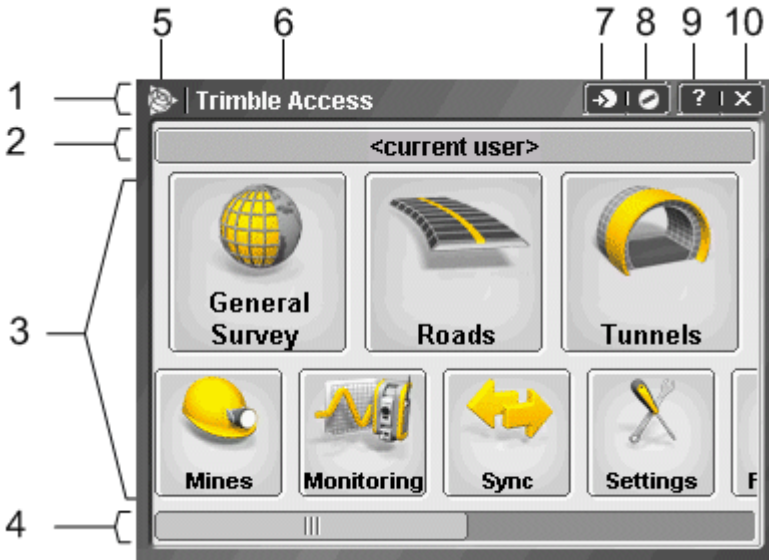 5 6 7 8 9 10
1 Trimble Access ? X
2 <current user>
3
General Survey
Roads
Tunnels
Mines
Monitoring
Sync
Settings
F
4